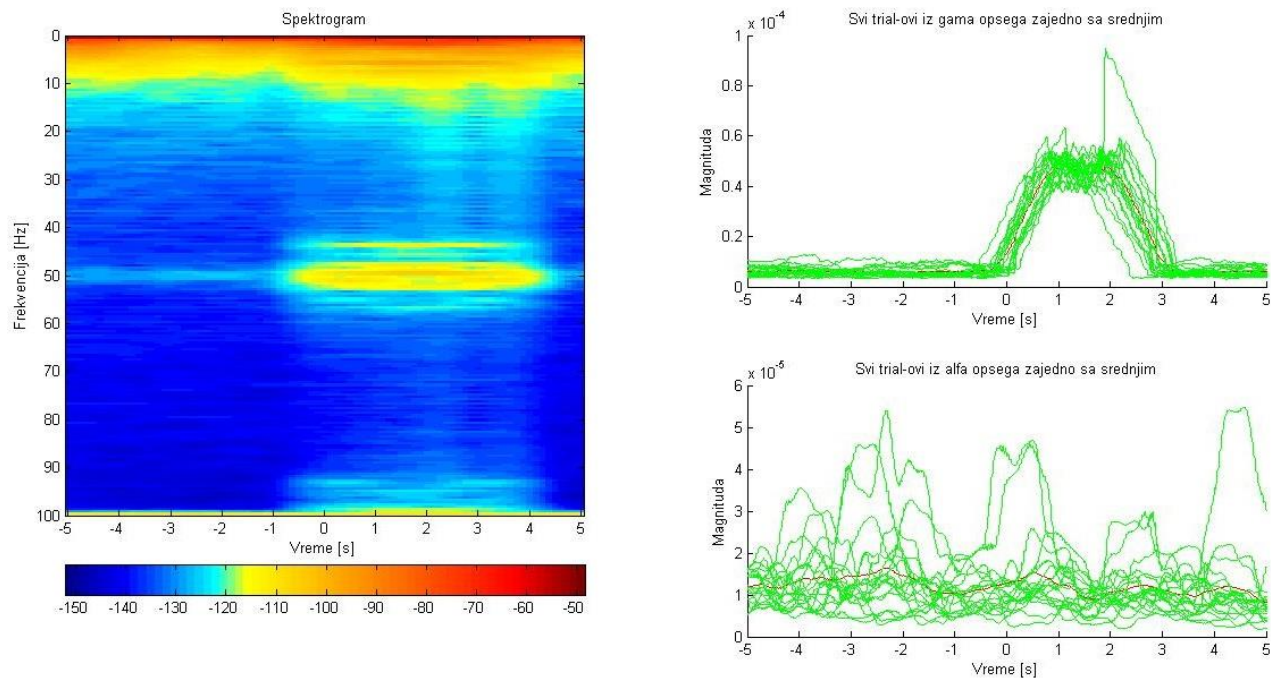 Spektrogram
0
10
20
30
40
50
60
70
80
90
100
Frekvencija [Hz]
-5 -4 -3 -2 -1 0 1 2 3 4 5
Vreme [s]
-150 -140 -130 -120 -110 -100 -90 -80 -70 -60 -50
Svi trial-ovi iz gama opsega zajedno sa srednjim
x 10^-4
1
0.8
0.6
0.4
0.2
0
Magnituda
-5 -4 -3 -2 -1 0 1 2 3 4 5
Vreme [s]
Svi trial-ovi iz alfa opsega zajedno sa srednjim
x 10^-5
6
5
4
3
2
1
0
Magnituda
-5 -4 -3 -2 -1 0 1 2 3 4 5
Vreme [s]